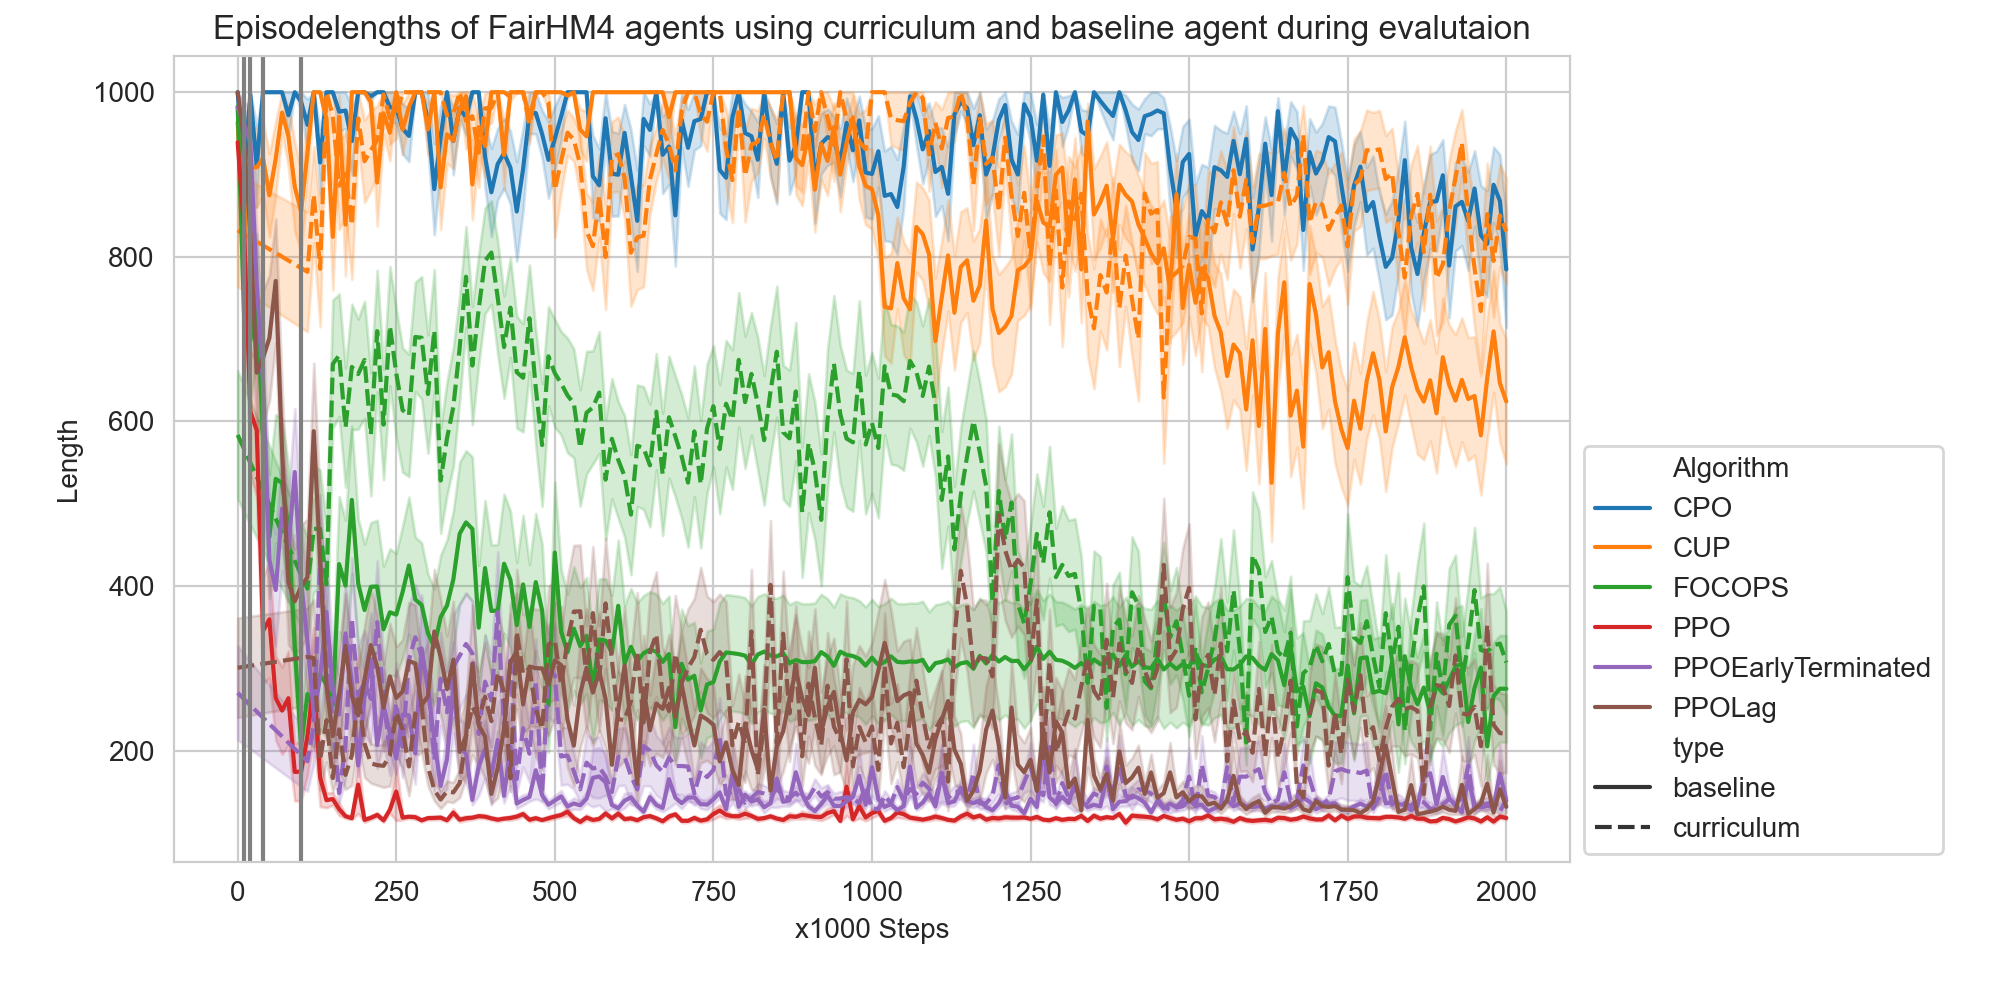 Episodelengths of FairHM4 agents using curriculum and baseline agent during evalutaion
1000
800
600
400
200
Length
0 250 500 750 1000 1250 1500 1750 2000
x1000 Steps
Algorithm
CPO
CUP
FOCOPS
PPO
PPOEarlyTerminated
PPOLag
type
baseline
curriculum